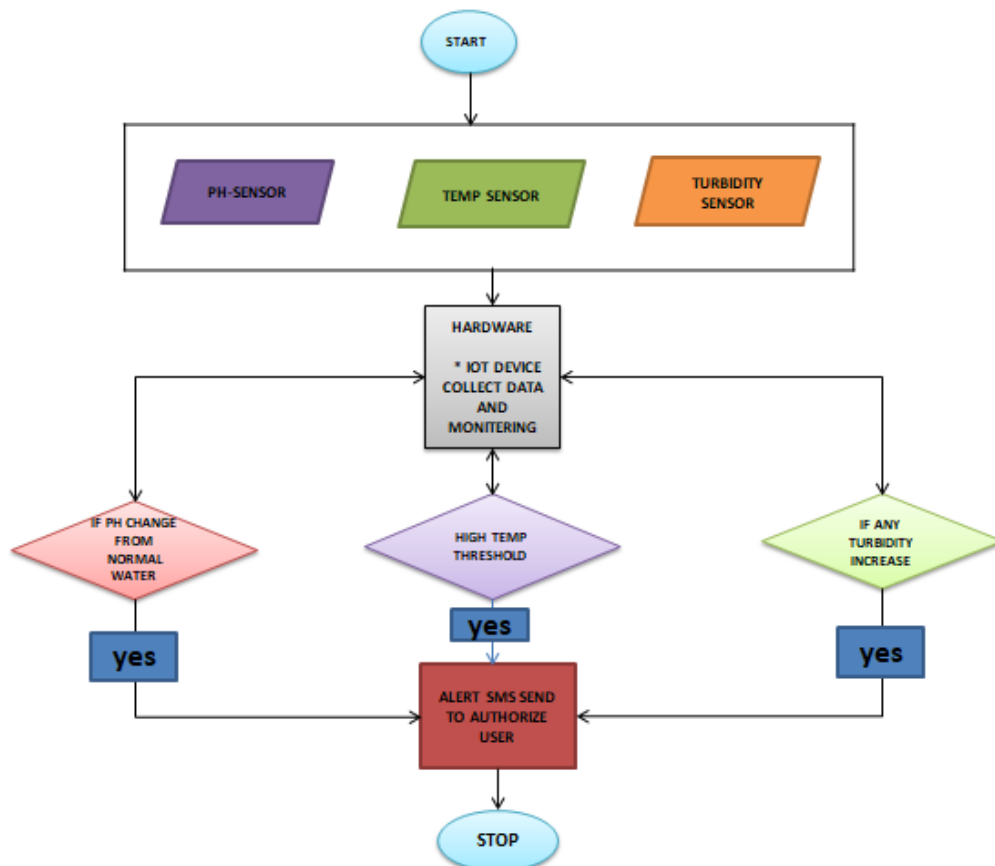 START
PH-SENSOR
TEMP SENSOR
TURBIDITY
SENSOR
HARDWARE
* IOT DEVICE
COLLECT DATA
AND
MONITERING
IF PH CHANGE
FROM
NORMAL
WATER
HIGH TEMP
THRESHOLD
IF ANY
TURBIDITY
INCREASE
yes
yes
yes
ALERT SMS SEND
TO AUTHORIZE
USER
STOP